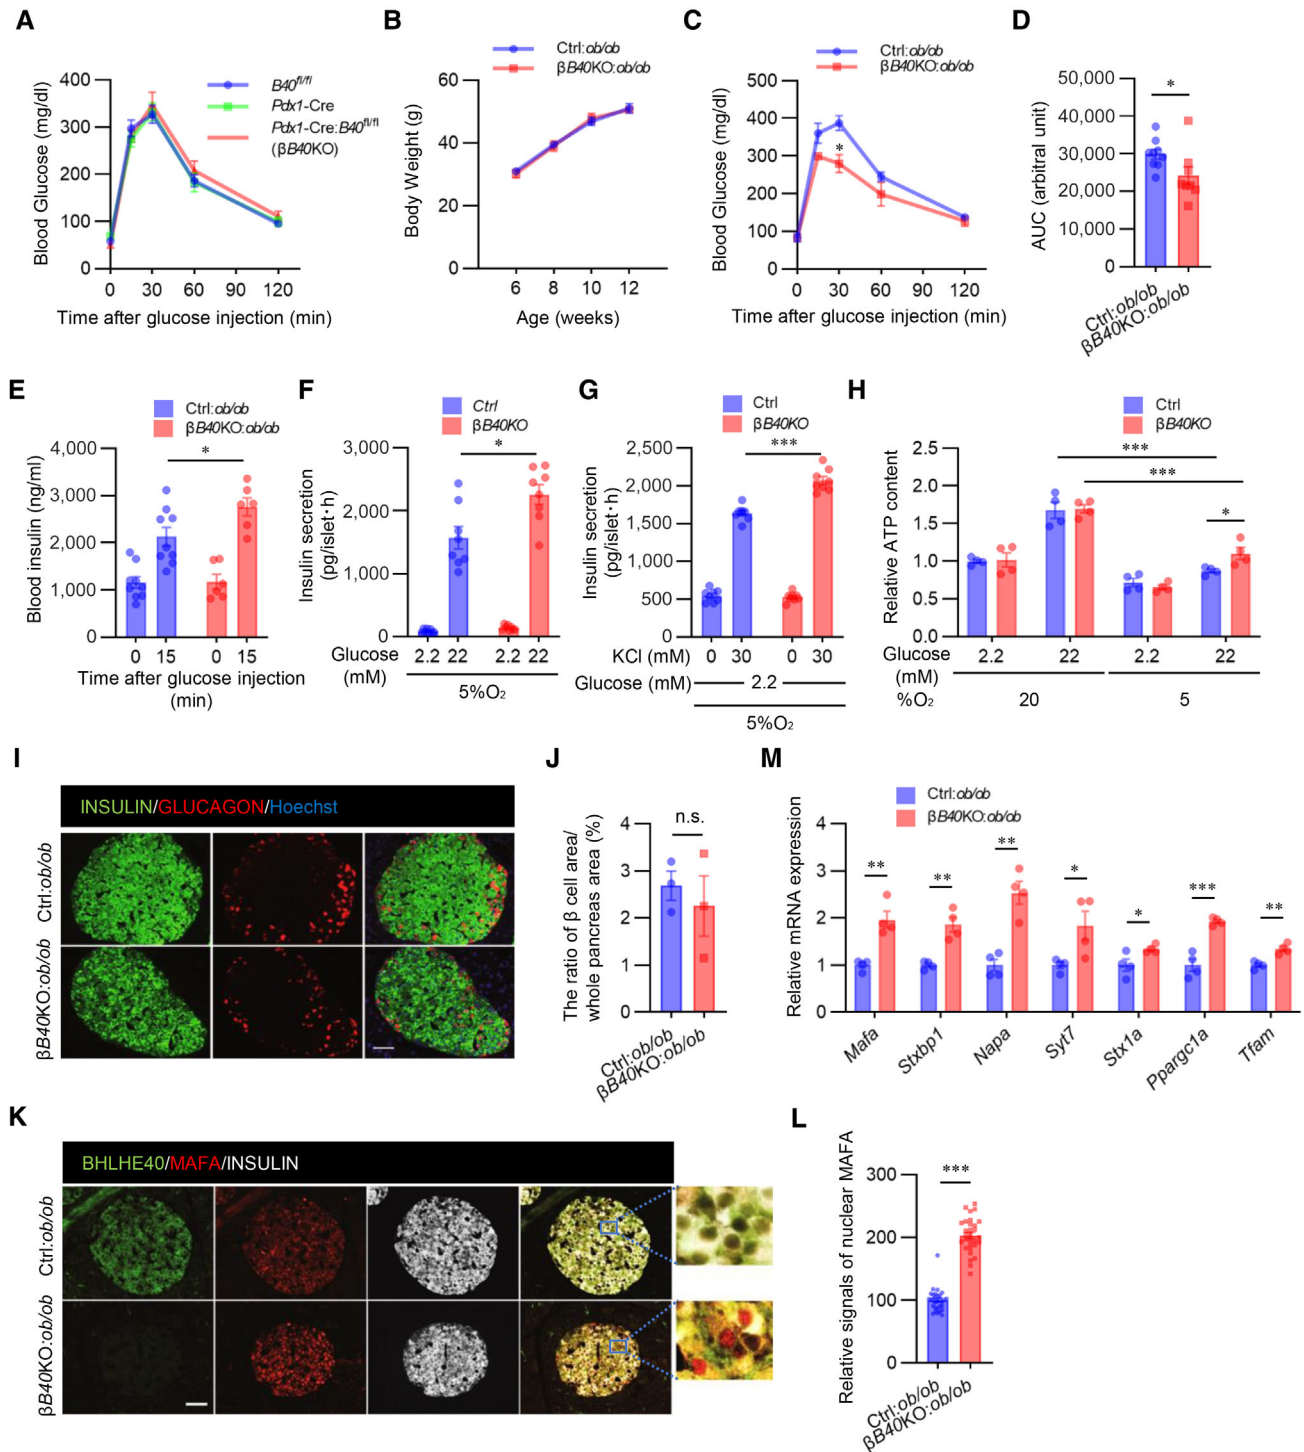 A
B40fl/fl
Pdx1-Cre
Pdx1-Cre:B40fl/fl
(βB40KO)
Blood Glucose (mg/dl)
400
300
200
100
0
0 30 60 90 120
Time after glucose injection (min)
B
Ctrl:ob/ob
βB40KO:ob/ob
Body Weight (g)
60
40
20
0
6 8 10 12
Age (weeks)
C
Ctrl:ob/ob
βB40KO:ob/ob
Blood Glucose (mg/dl)
500
400
300
200
100
0
*
0 30 60 90 120
Time after glucose injection (min)
D
AUC (arbitral unit)
50,000
40,000
30,000
20,000
10,000
0
*
Ctrl:ob/ob
βB40KO:ob/ob
E
Ctrl:ob/ob
βB40KO:ob/ob
Blood insulin (ng/ml)
4,000
3,000
2,000
1,000
0
*
0 15 0 15
Time after glucose injection
(min)
F
Ctrl
βB40KO
Insulin secretion
(pg/islet·h)
3,000
2,000
1,000
0
*
Glucose 2.2 22 2.2 22
(mM)
5%O2
G
Ctrl
βB40KO
Insulin secretion
(pg/islet·h)
2,500
2,000
1,500
1,000
500
0
***
KCl (mM) 0 30 0 30
Glucose (mM) 2.2
5%O2
H
Ctrl
βB40KO
Relative ATP content
2.5
2.0
1.5
1.0
0.5
0.0
***
***
*
Glucose 2.2 22 2.2 22
(mM)
%O2 20 5
I
INSULIN/GLUCAGON/Hoechst
Ctrl:ob/ob
βB40KO:ob/ob
J
The ratio of β cell area/
whole pancreas area (%)
4
3
2
1
0
n.s.
Ctrl:ob/ob
βB40KO:ob/ob
M
Ctrl:ob/ob
βB40KO:ob/ob
Relative mRNA expression
4
3
2
1
0
** ** ** * * *** **
Mafa Stxbp1 Napa Syt7 Stx1a Ppargc1a Tfam
K
BHLHE40/MAFA/INSULIN
Ctrl:ob/ob
βB40KO:ob/ob
L
Relative signals of nuclear MAFA
300
200
100
0
***
Ctrl:ob/ob
βB40KO:ob/ob